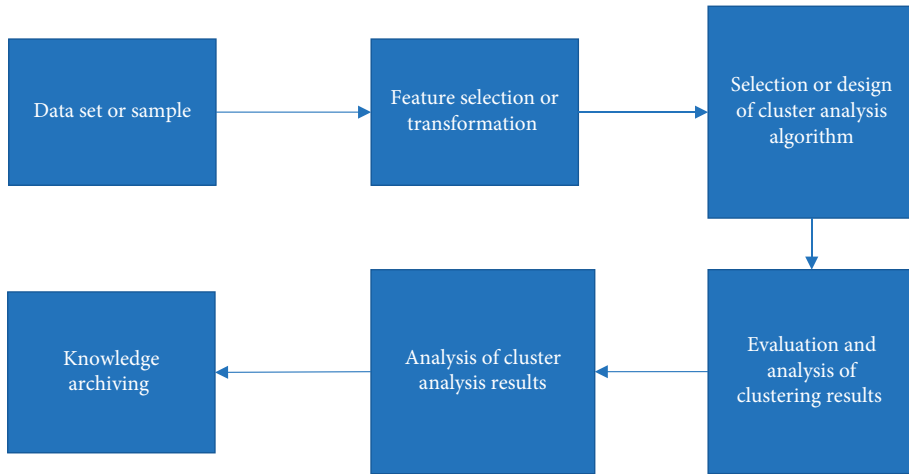 Data set or sample
Feature selection or
transformation
Selection or design
of cluster analysis
algorithm
Evaluation and
analysis of
clustering results
Analysis of cluster
analysis results
Knowledge
archiving